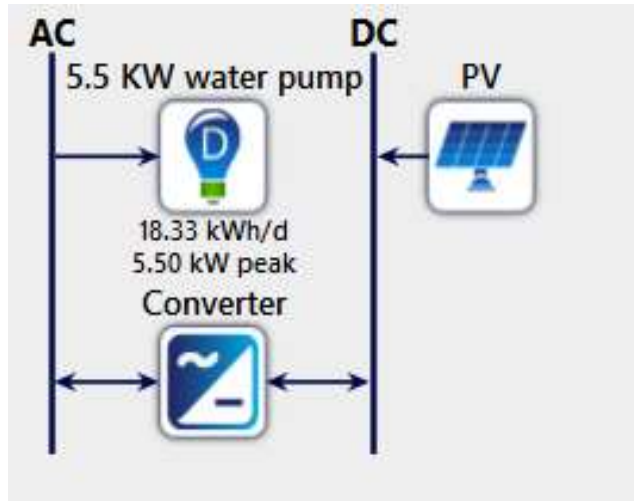 AC
DC
5.5 KW water pump
PV
D
18.33 kWh/d
5.50 kW peak
Converter